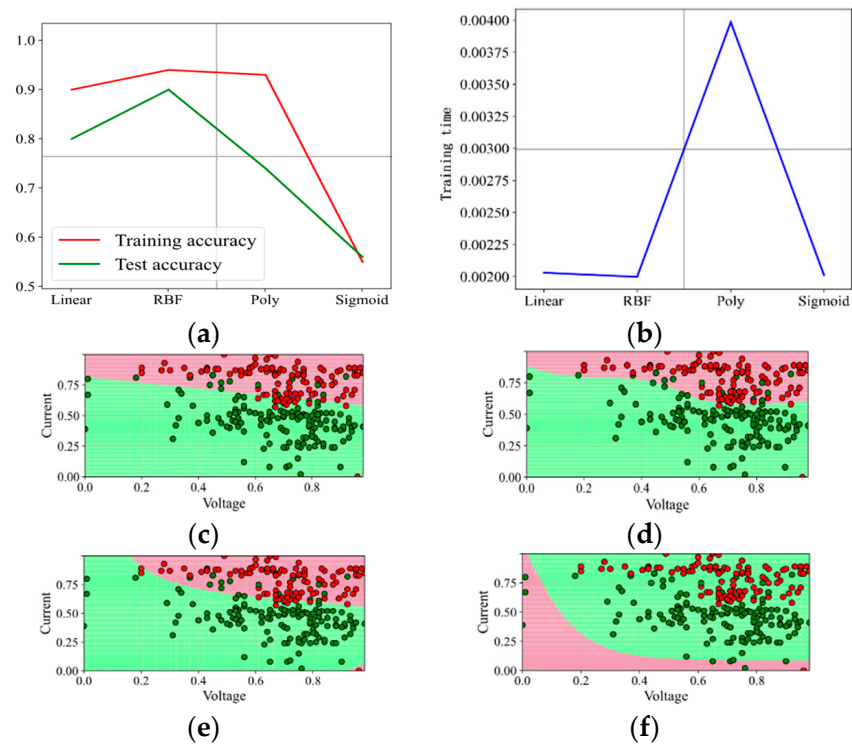 1.0
0.9
0.8
0.7
0.6
0.5
Training accuracy
Test accuracy
Linear RBF Poly Sigmoid
(a)
0.00400
0.00375
0.00350
0.00325
0.00300
0.00275
0.00250
0.00225
0.00200
Training time
Linear RBF Poly Sigmoid
(b)
0.75
0.50
0.25
0.00
Current
0.0 0.2 0.4 0.6 0.8
Voltage
(c)
0.75
0.50
0.25
0.00
Current
0.0 0.2 0.4 0.6 0.8
Voltage
(d)
0.75
0.50
0.25
0.00
Current
0.0 0.2 0.4 0.6 0.8
Voltage
(e)
0.75
0.50
0.25
0.00
Current
0.0 0.2 0.4 0.6 0.8
Voltage
(f)